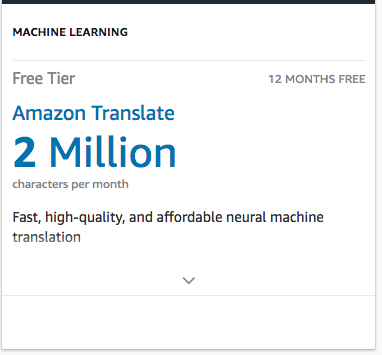 MACHINE LEARNING
Free Tier 12 MONTHS FREE
Amazon Translate
2 Million
characters per month
Fast, high-quality, and affordable neural machine
translation